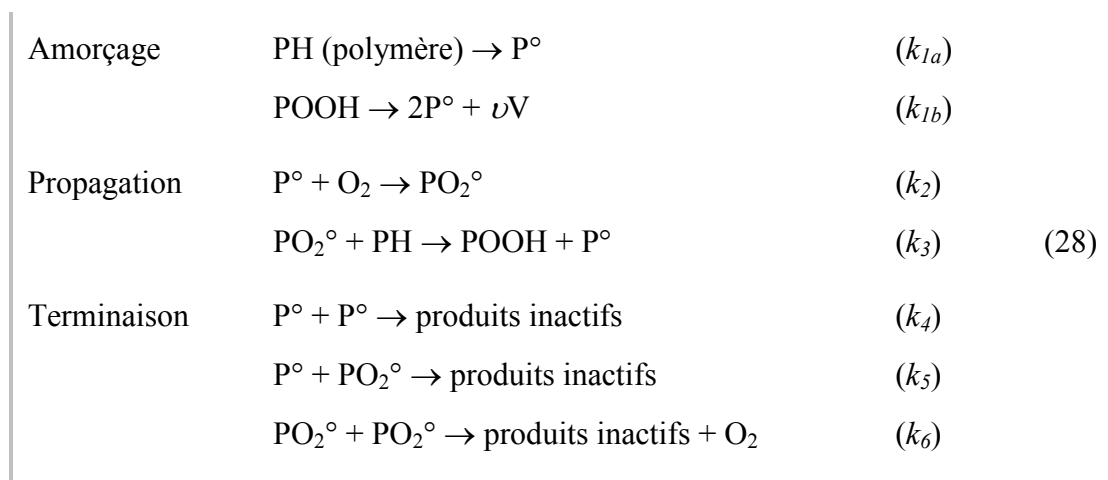 Amorçage PH (polymère) → P° (k1a)
POOH → 2P° + υV (k1b)
Propagation P° + O2 → PO2° (k2)
PO2° + PH → POOH + P° (k3) (28)
Terminaison P° + P° → produits inactifs (k4)
P° + PO2° → produits inactifs (k5)
PO2° + PO2° → produits inactifs + O2 (k6)